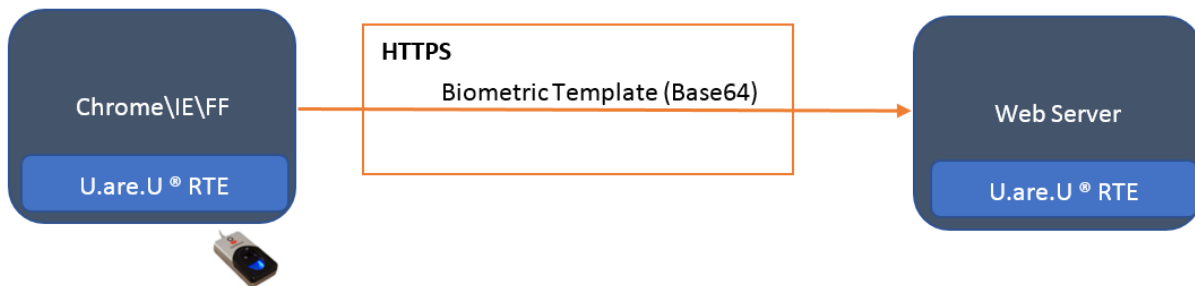 HTTPS
Biometric Template (Base64)
Chrome\IE\FF
Web Server
U.are.U ® RTE
U.are.U ® RTE